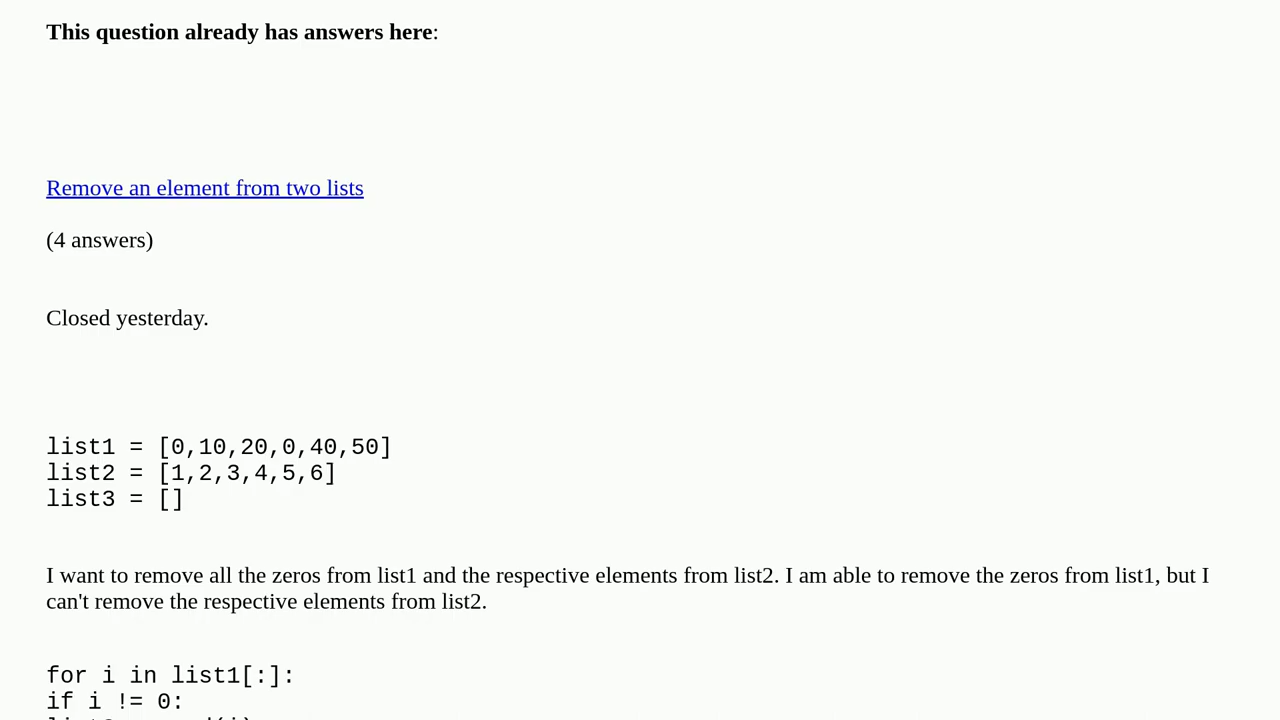 This question already has answers here:
Remove an element from two lists
(4 answers)
Closed yesterday.
list1 = [0,10,20,0,40,50]
list2 = [1,2,3,4,5,6]
list3 = []
I want to remove all the zeros from list1 and the respective elements from list2. I am able to remove the zeros from list1, but I
can't remove the respective elements from list2.
for i in list1[:]:
if i != 0: